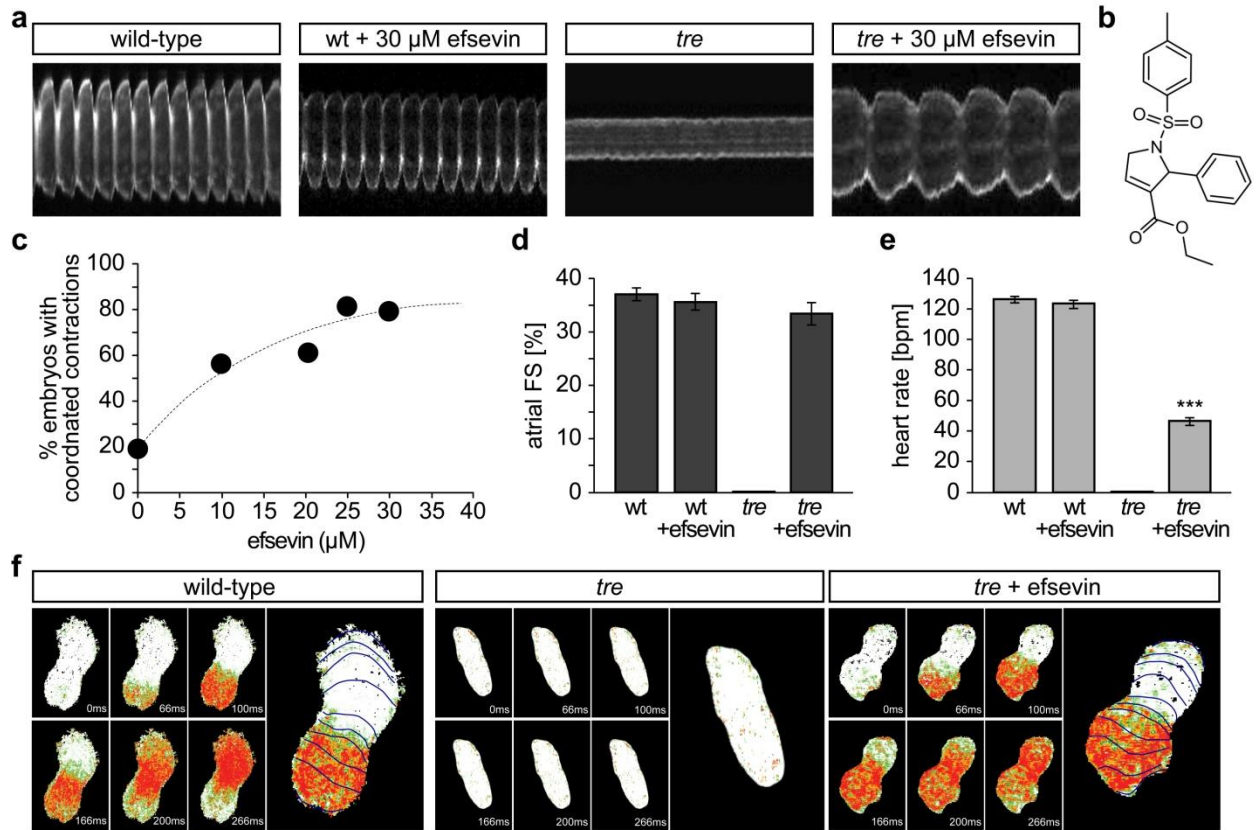 a
wild-type
wt + 30 µM efsevin
tre
tre + 30 µM efsevin
b
O
S
O
N
O
O
c
% embryos with
coordnated contractions
100
80
60
40
20
0
0 5 10 15 20 25 30 35 40
efsevin (µM)
d
atrial FS [%]
40
30
20
10
0
wt
wt
+efsevin
tre
tre
+efsevin
e
heart rate [bpm]
140
120
100
80
60
40
20
0
***
wt
wt
+efsevin
tre
tre
+efsevin
f
wild-type
0ms 66ms 100ms
166ms 200ms 266ms
tre
0ms 66ms 100ms
166ms 200ms 266ms
tre + efsevin
0ms 66ms 100ms
166ms 200ms 266ms